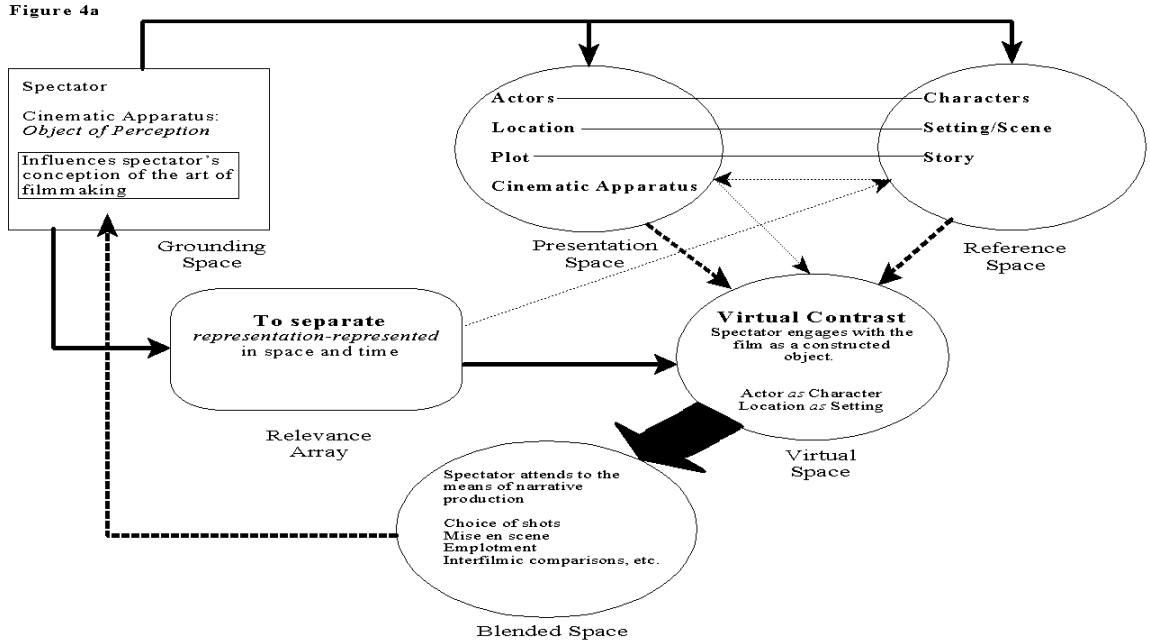 Figure 4a
Spectator
Cinematic Apparatus:
Object of Perception
Influences spectator's
conception of the art of
filmmaking
Grounding
Space
Actors
Location
Plot
Cinematic Apparatus
Presentation
Space
Characters
Setting/Scene
Story
Reference
Space
To separate
representation-represented
in space and time
Relevance
Array
Virtual Contrast
Spectator engages with the
film as a constructed
object.
Actor as Character
Location as Setting
Virtual
Space
Spectator attends to the
means of narrative
production
Choice of shots
Mise en scene
Emplotment
Interfilmic comparisons, etc.
Blended Space